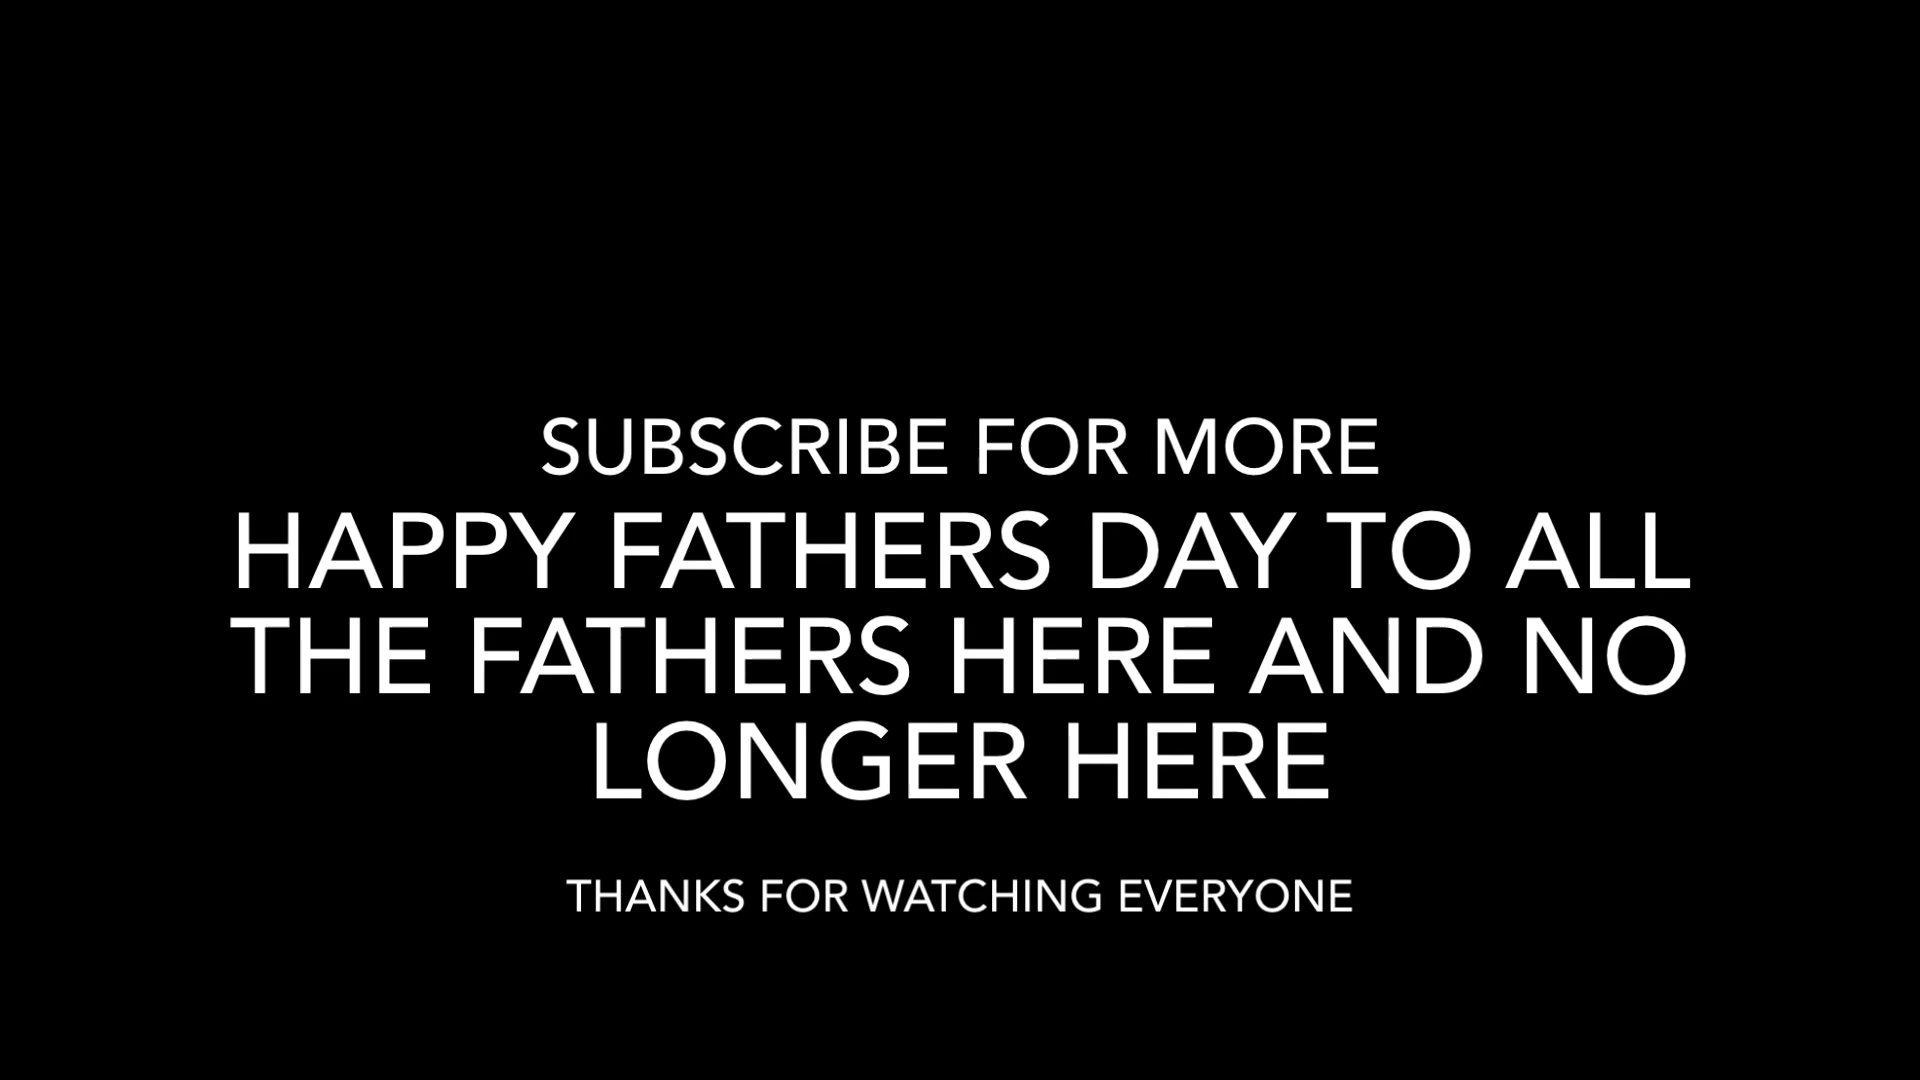 SUBSCRIBE FOR MORE
HAPPY FATHERS DAY TO ALL
THE FATHERS HERE AND NO
LONGER HERE
THANKS FOR WATCHING EVERYONE